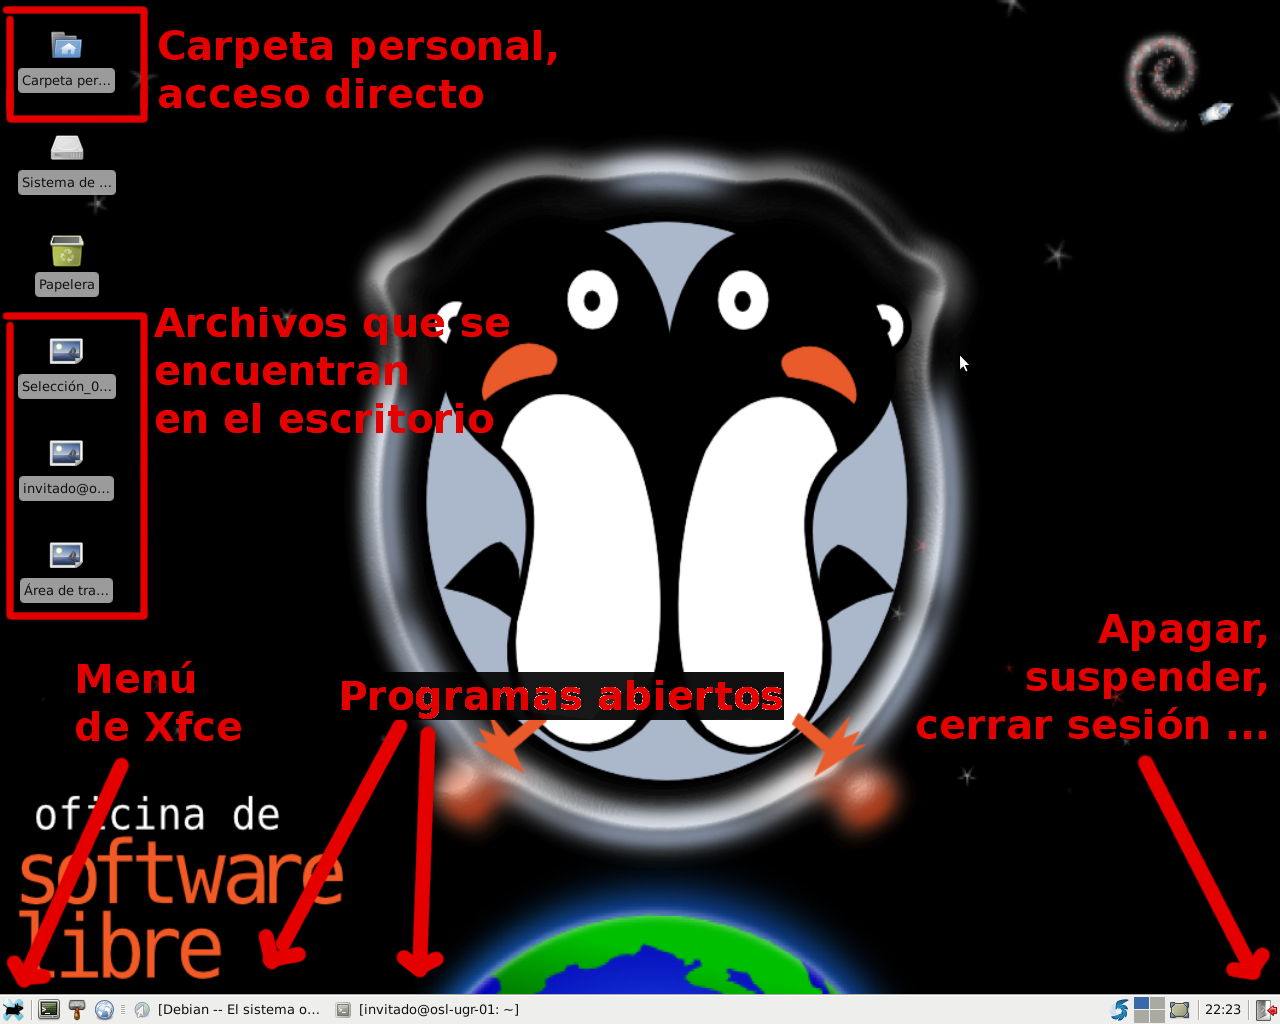 Carpeta personal,
acceso directo
Carpeta per...
Sistema de ...
Papelera
Archivos que se
encuentran
en el escritorio
Selección_0...
invitado@o...
Área de tra...
Menú
de Xfce
Programas abiertos
Apagar,
suspender,
cerrar sesión ...
oficina de
software
libre
[Debian -- El sistema o...
[invitado@osl-ugr-01: ~]
22:23